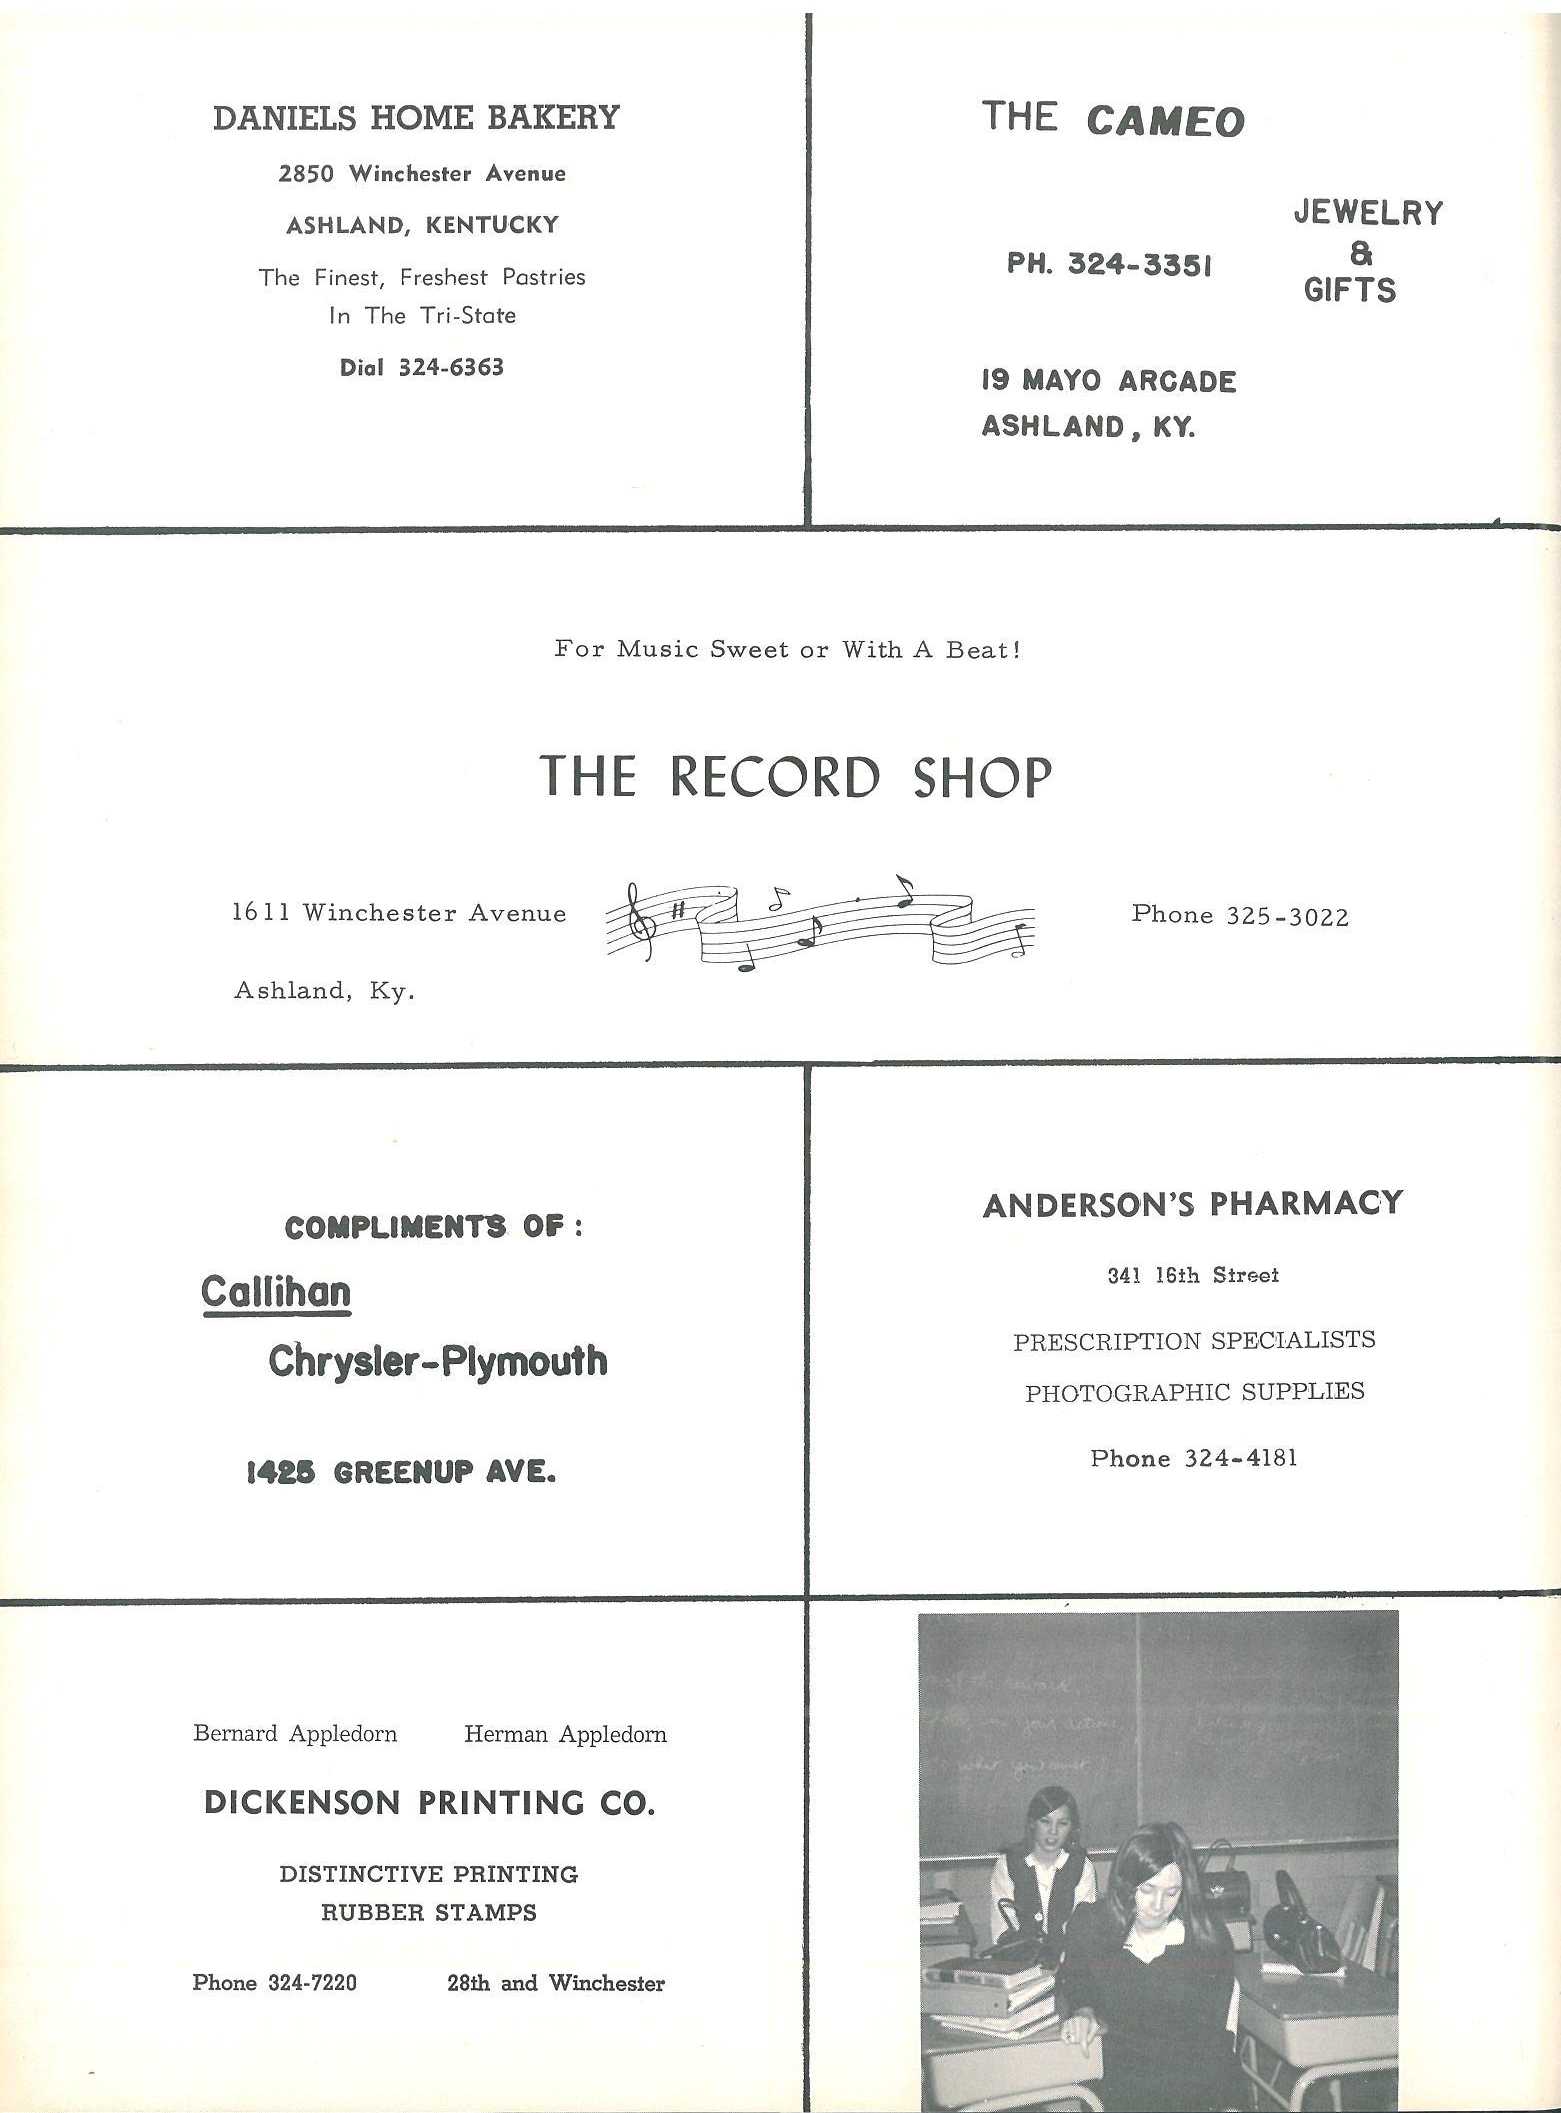 DANIELS HOME BAKERY
2850 Winchester Avenue
ASHLAND, KENTUCKY
The Finest, Freshest Pastries
In The Tri-State
Dial 324-6363
THE CAMEO
JEWELRY
&
GIFTS
PH. 324-3351
19 MAYO ARCADE
ASHLAND, KY.
For Music Sweet or With A Beat!
THE RECORD SHOP
1611 Winchester Avenue
Ashland, Ky.
Phone 325-3022
COMPLIMENTS OF:
Callihan
Chrysler-Plymouth
1425 GREENUP AVE.
ANDERSON'S PHARMACY
341 16th Street
PRESCRIPTION SPECIALISTS
PHOTOGRAPHIC SUPPLIES
Phone 324-4181
Bernard Appledorn Herman Appledorn
DICKENSON PRINTING CO.
DISTINCTIVE PRINTING
RUBBER STAMPS
Phone 324-7220 28th and Winchester